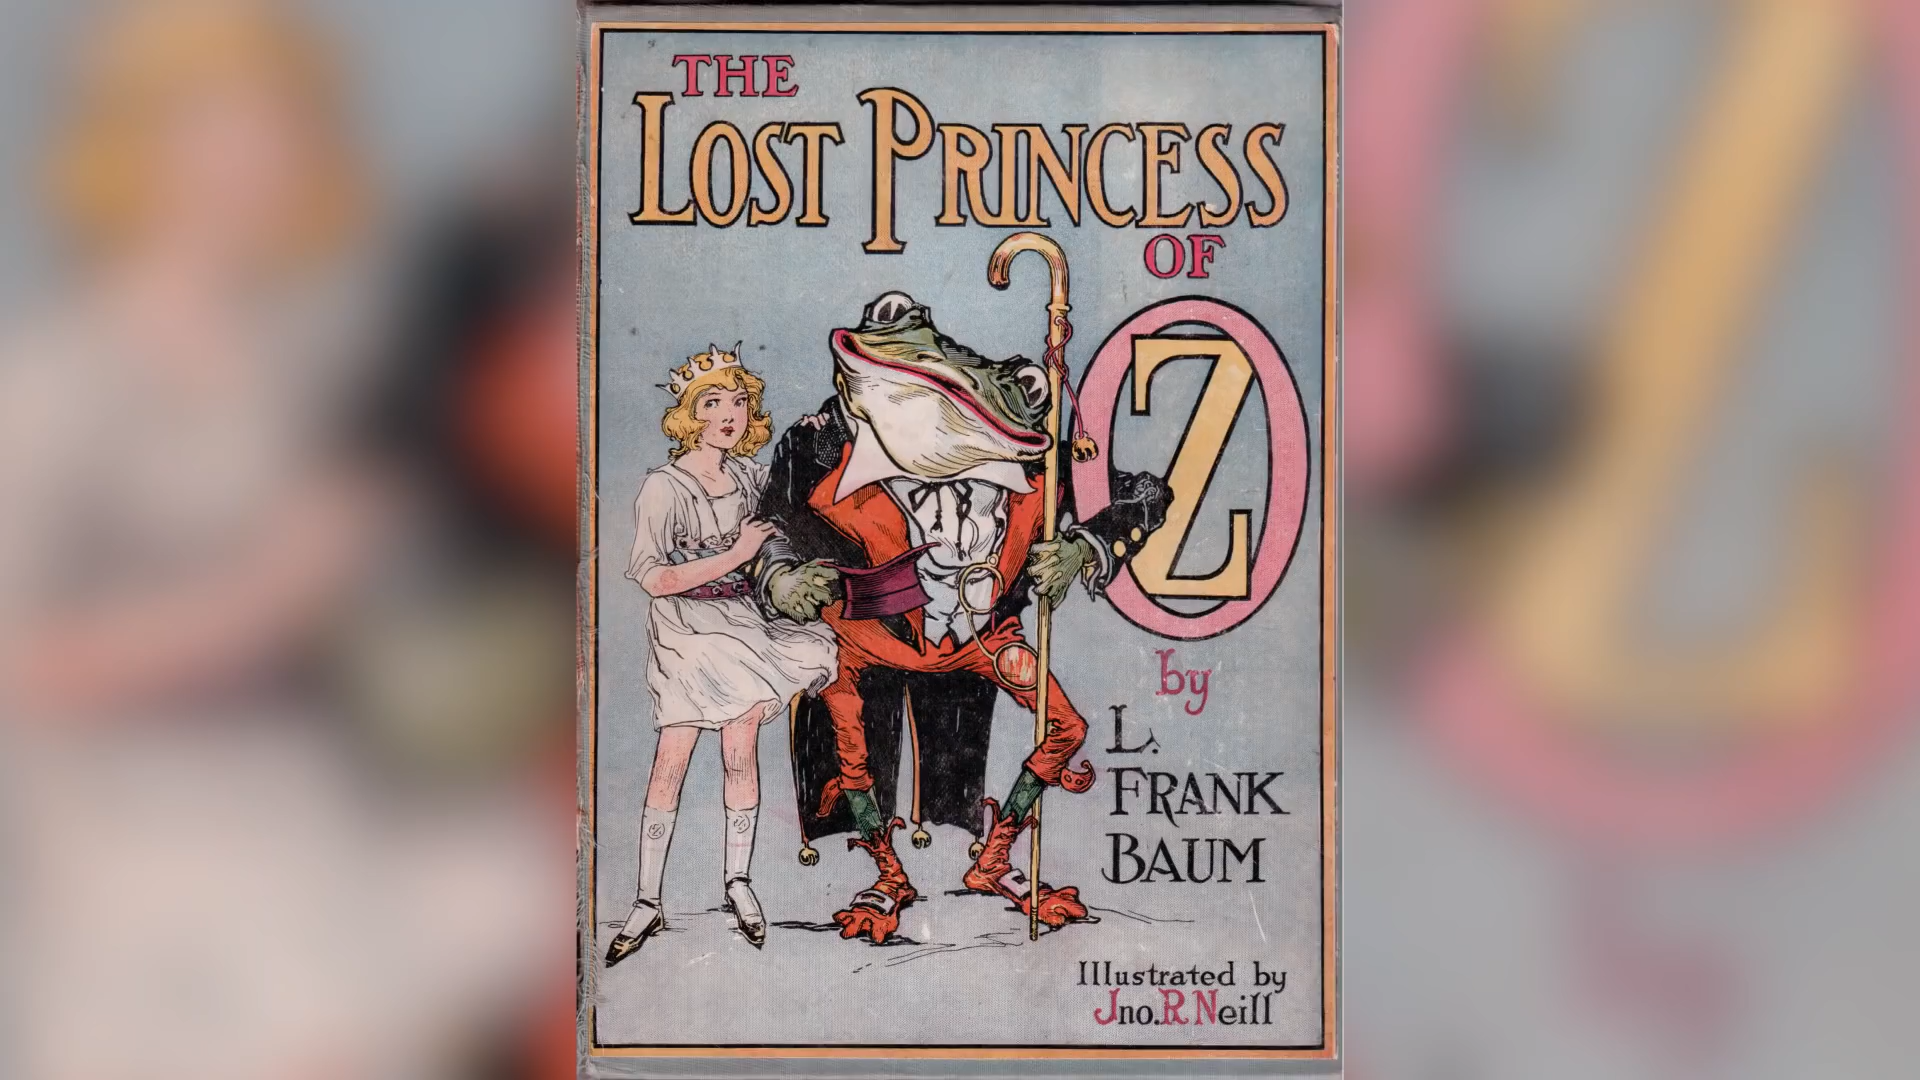 THE
LOST PRINCESS
OF
OZ
by
L.
FRANK
BAUM
Illustrated by
Jno. R Neill